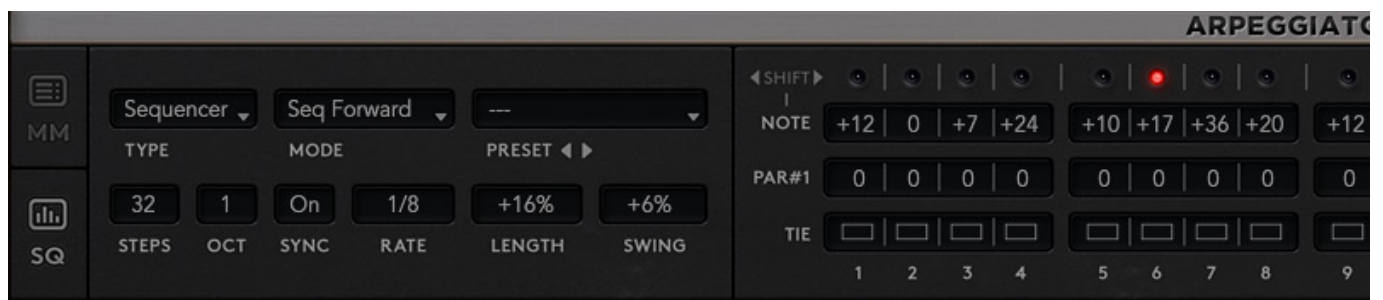 ARPEGGIATO
◀SHIFT▶
MM
Sequencer
Seq Forward
---
NOTE +12 0 +7 +24 +10 +17 +36 +20 +12
TYPE MODE PRESET ◀ ▶
PAR#1 0 0 0 0 0 0 0 0 0
32 1 On 1/8 +16% +6%
STEPS OCT SYNC RATE LENGTH SWING
TIE
SQ
1 2 3 4 5 6 7 8 9